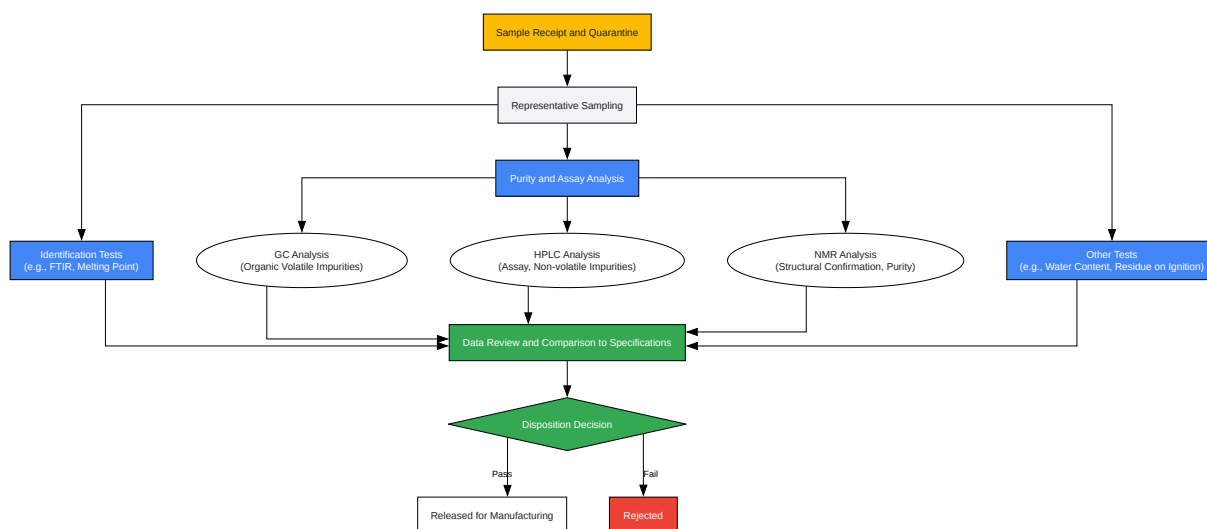 Sample Receipt and Quarantine
Representative Sampling
Purity and Assay Analysis
Identification Tests
(e.g., FTIR, Melting Point)
GC Analysis
(Organic Volatile Impurities)
HPLC Analysis
(Assay, Non-volatile Impurities)
NMR Analysis
(Structural Confirmation, Purity)
Other Tests
(e.g., Water Content, Residue on Ignition)
Data Review and Comparison to Specifications
Disposition Decision
Pass
Fail
Released for Manufacturing
Rejected